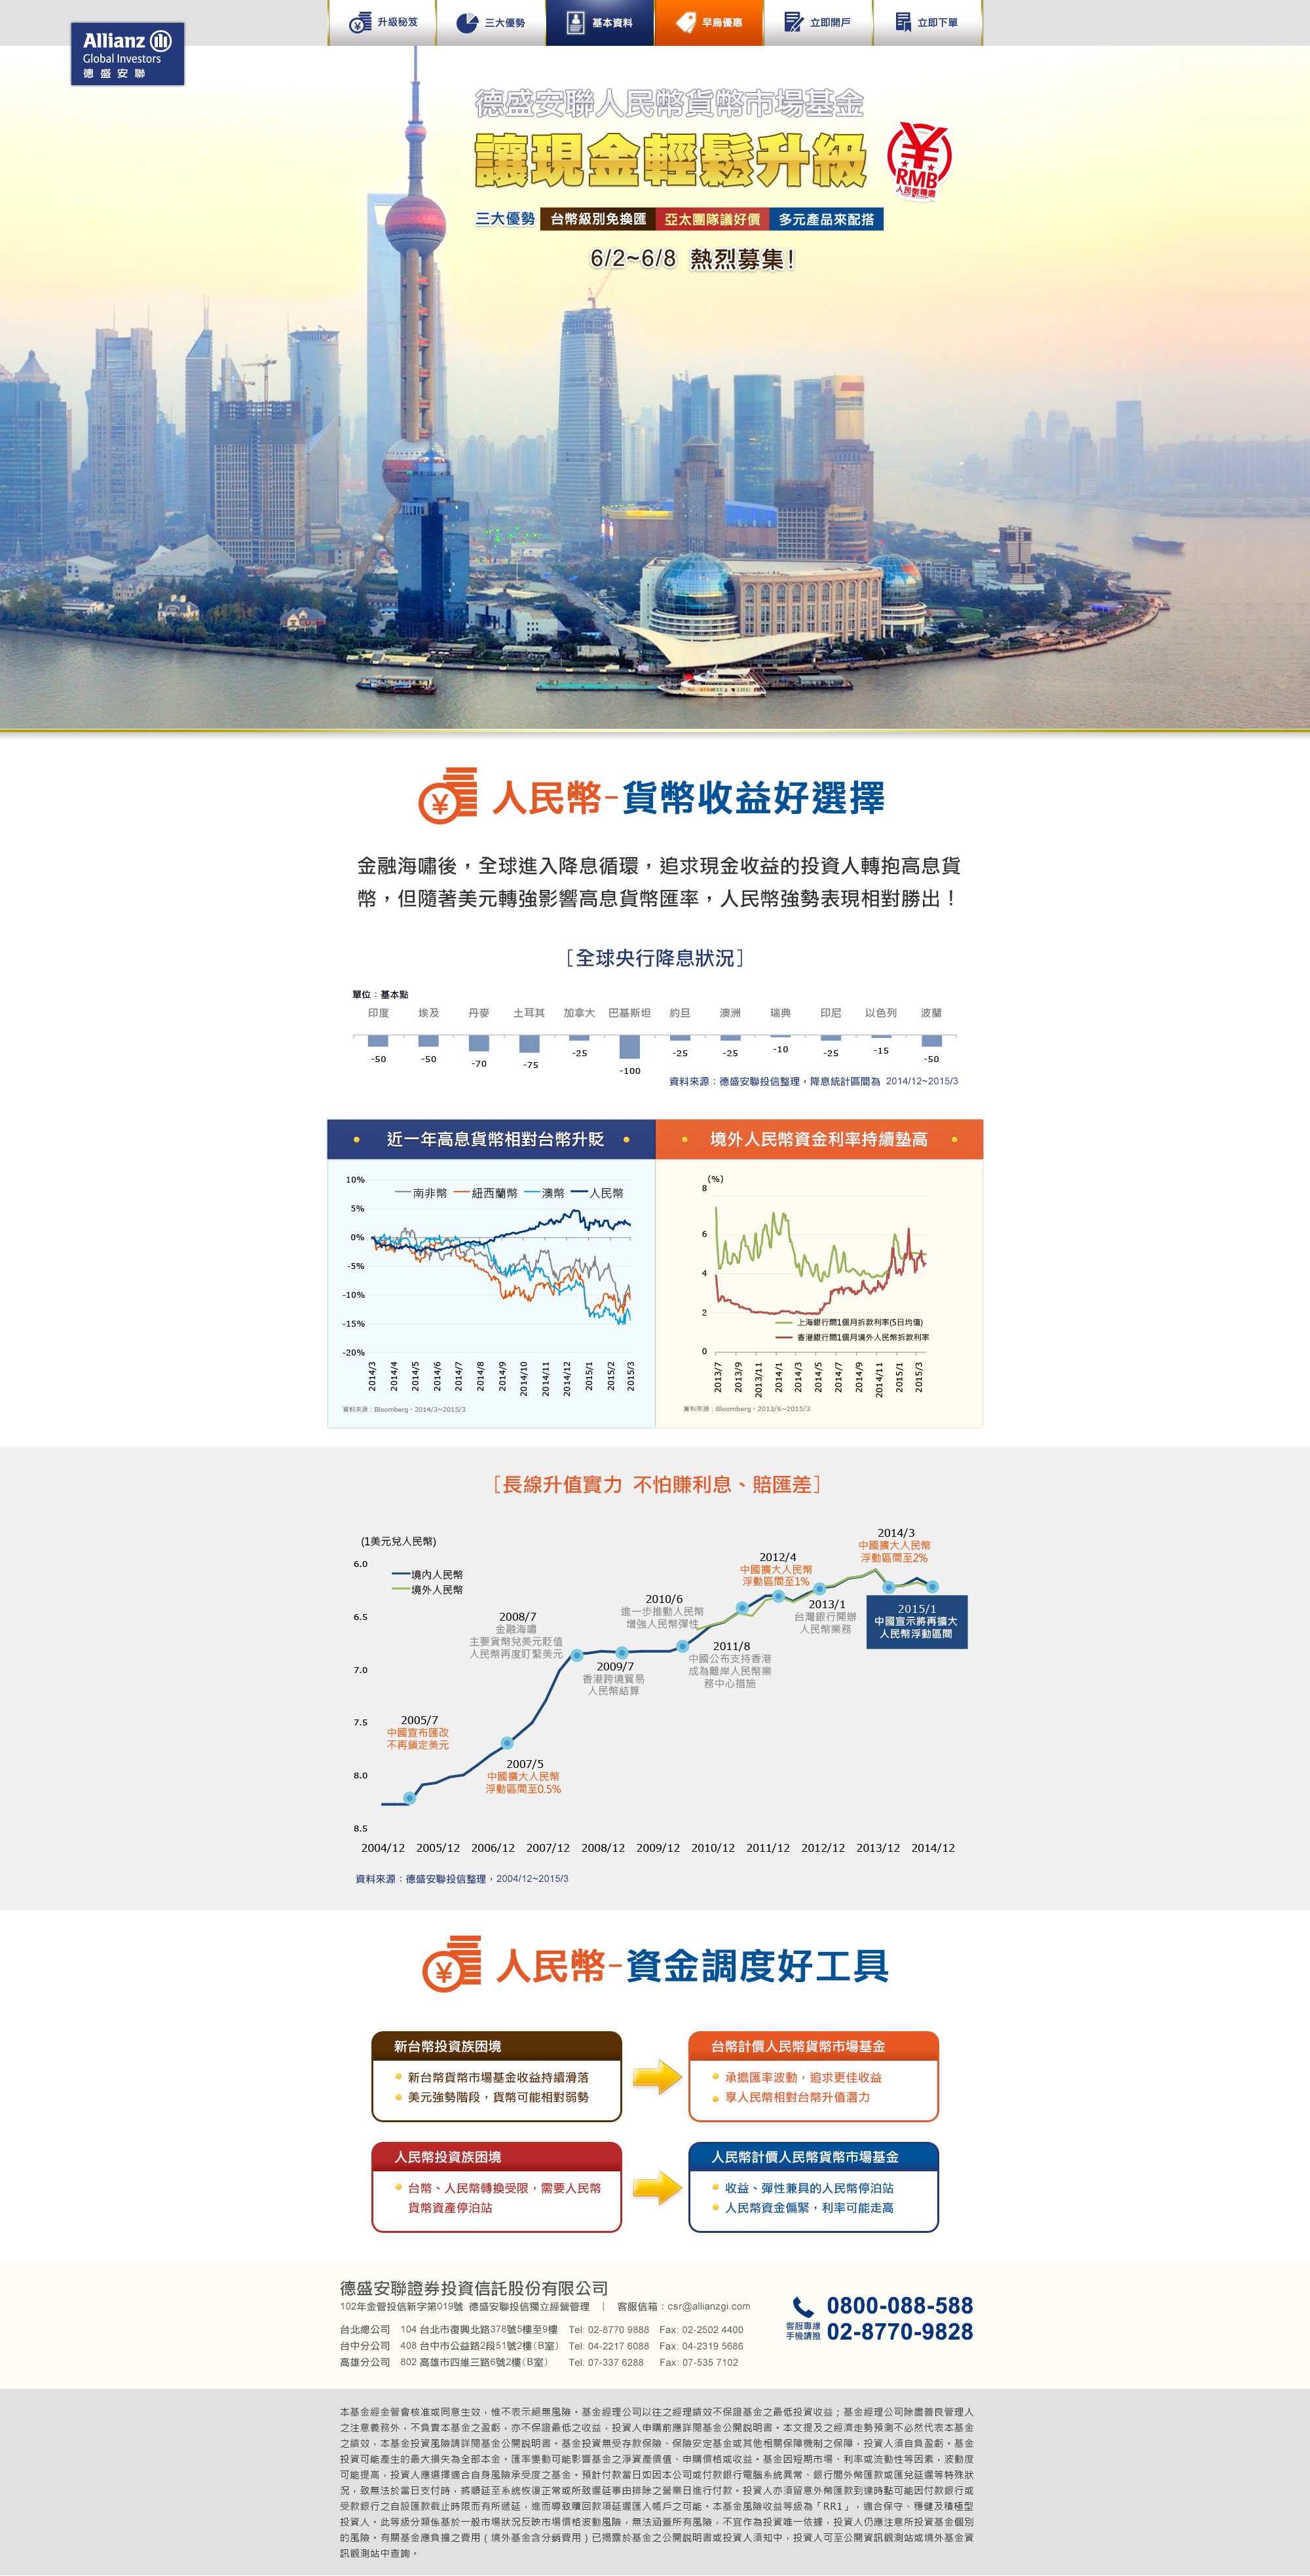 升級秘笈
三大優勢
基本資料
早鳥優惠
立即開戶
立即下單
Allianz
Global Investors
德盛安聯
德盛安聯人民幣貨幣市場基金
讓現金輕鬆升級
¥
RMB
人民幣精選
三大優勢 台幣級別免換匯 亞太團隊議好價 多元產品來配搭
6/2~6/8 熱烈募集!
人民幣-貨幣收益好選擇
金融海嘯後，全球進入降息循環，追求現金收益的投資人轉抱高息貨
幣，但隨著美元轉強影響高息貨幣匯率，人民幣強勢表現相對勝出！
［全球央行降息狀況］
單位：基本點
印度 埃及 丹麥 土耳其 加拿大 巴基斯坦 約旦 澳洲 瑞典 印尼 以色列 波蘭
-50 -50 -70 -75 -25 -100 -25 -25 -10 -25 -15 -50
資料來源：德盛安聯投信整理，降息統計區間為 2014/12~2015/3
近一年高息貨幣相對台幣升貶
10%
5%
0%
-5%
-10%
-15%
-20%
南非幣 紐西蘭幣 澳幣 人民幣
2014/3 2014/4 2014/5 2014/6 2014/7 2014/8 2014/9 2014/10 2014/11 2014/12 2015/1 2015/2 2015/3
資料來源：Bloomberg，2014/3~2015/3
境外人民幣資金利率持續墊高
(%)
8
6
4
2
0
上海銀行間1個月拆款利率(5日均值)
香港銀行間1個月境外人民幣拆款利率
2013/7 2013/9 2013/11 2014/1 2014/3 2014/5 2014/7 2014/9 2014/11 2015/1 2015/3
資料來源：Bloomberg，2013/6~2015/3
［長線升值實力 不怕賺利息、賠匯差］
(1美元兌人民幣)
6.0
6.5
7.0
7.5
8.0
8.5
境內人民幣
境外人民幣
2005/7
中國宣布匯改
不再鎖定美元
2007/5
中國擴大人民幣
浮動區間至0.5%
2008/7
金融海嘯
主要貨幣兌美元貶值
人民幣再度盯緊美元
2009/7
香港跨境貿易
人民幣結算
2010/6
進一步推動人民幣
增強人民幣彈性
2011/8
中國公布支持香港
成為離岸人民幣業
務中心措施
2012/4
中國擴大人民幣
浮動區間至1%
2013/1
台灣銀行開辦
人民幣業務
2014/3
中國擴大人民幣
浮動區間至2%
2015/1
中國宣示將再擴大
人民幣浮動區間
2004/12 2005/12 2006/12 2007/12 2008/12 2009/12 2010/12 2011/12 2012/12 2013/12 2014/12
資料來源：德盛安聯投信整理，2004/12~2015/3
人民幣-資金調度好工具
新台幣投資族困境
新台幣貨幣市場基金收益持續滑落
美元強勢階段，貨幣可能相對弱勢
台幣計價人民幣貨幣市場基金
承擔匯率波動，追求更佳收益
享人民幣相對台幣升值潛力
人民幣投資族困境
台幣、人民幣轉換受限，需要人民幣
貨幣資產停泊站
人民幣計價人民幣貨幣市場基金
收益、彈性兼具的人民幣停泊站
人民幣資金偏緊，利率可能走高
德盛安聯證券投資信託股份有限公司
102年金管投信新字第019號 德盛安聯投信獨立經營管理 | 客服信箱：csr@allianzgi.com
台北總公司 104 台北市復興北路378號5樓至9樓 Tel: 02-8770 9888 Fax: 02-2502 4400
台中分公司 408 台中市公益路2段51號2樓(B室) Tel: 04-2217 6088 Fax: 04-2319 5686
高雄分公司 802 高雄市四維三路6號2樓(B室) Tel: 07-337 6288 Fax: 07-535 7102
客服專線 0800-088-588
手機請撥 02-8770-9828
本基金經金管會核准或同意生效，惟不表示絕無風險。基金經理公司以往之經理績效不保證基金之最低投資收益；基金經理公司除盡善良管理人
之注意義務外，不負責本基金之盈虧，亦不保證最低之收益，投資人申購前應詳閱基金公開說明書。本文提及之經濟走勢預測不必然代表本基金
之績效，本基金投資風險請詳閱基金公開說明書。基金投資無受存款保險、保險安定基金或其他相關保障機制之保障，投資人須自負盈虧。基金
投資可能產生的最大損失為全部本金。匯率變動可能影響基金之淨資產價值、申購價格或收益。基金因短期市場、利率或流動性等因素，波動度
可能提高，投資人應選擇適合自身風險承受度之基金。預計付款當日如因本公司或付款銀行電腦系統異常、銀行間外幣匯款或匯兌延遲等特殊狀
況，致無法於當日支付時，將順延至系統恢復正常或所致遲延事由排除之營業日進行付款。投資人亦須留意外幣匯款到達時點可能因付款銀行或
受款銀行之自設匯款截止時限而有所遞延，進而導致贖回款項延遲匯入帳戶之可能。本基金風險收益等級為「RR1」，適合保守、穩健及積極型
投資人。此等級分類係基於一般市場狀況反映市場價格波動風險，無法涵蓋所有風險，不宜作為投資唯一依據，投資人仍應注意所投資基金個別
的風險。有關基金應負擔之費用（境外基金含分銷費用）已揭露於基金之公開說明書或投資人須知中，投資人可至公開資訊觀測站或境外基金資
訊觀測站中查詢。